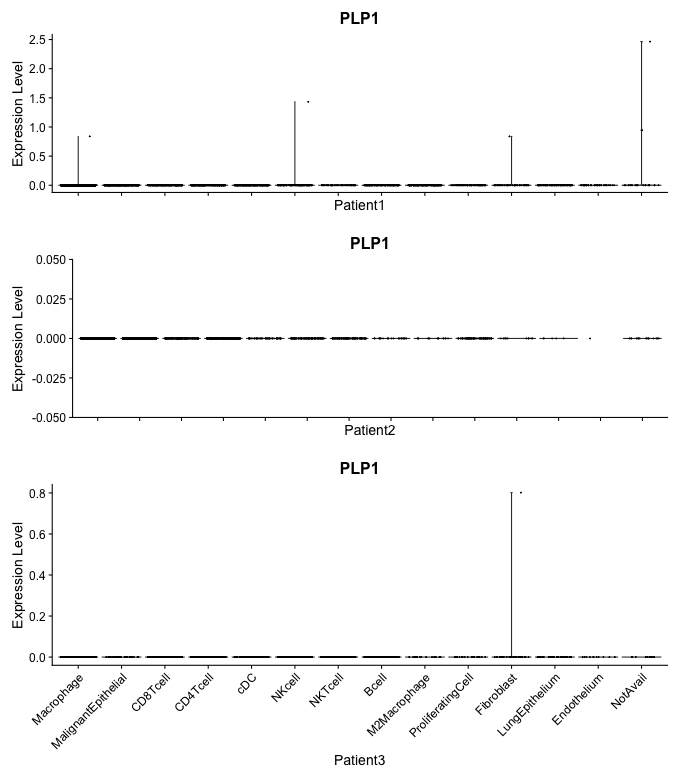 PLP1
Expression Level
2.5
2.0
1.5
1.0
0.5
0.0
Patient1
PLP1
Expression Level
0.050
0.025
0.000
-0.025
-0.050
Patient2
PLP1
Expression Level
0.8
0.6
0.4
0.2
0.0
Macrophage
MalignantEpithelial
CD8Tcell
CD4Tcell
cDC
NKcell
NKTcell
Bcell
M2Macrophage
ProliferatingCell
Fibroblast
LungEpithelium
Endothelium
NotAvail
Patient3